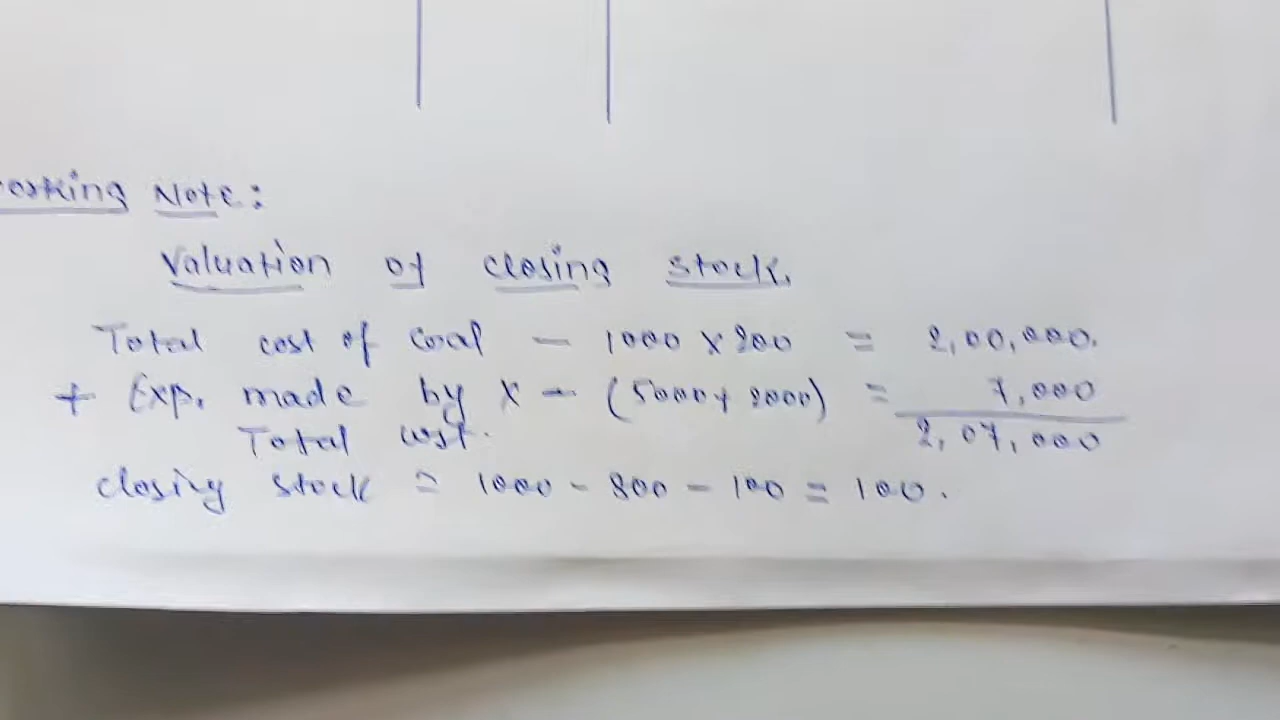 orking Note:
Valuation of closing stock.
Total cost of coal - 1000 x 200 = 2,00,000.
+ Exp. made by X - (5000 + 2000) = 7,000
Total cost. 2,07,000
closing stock = 1000 - 800 - 100 = 100.